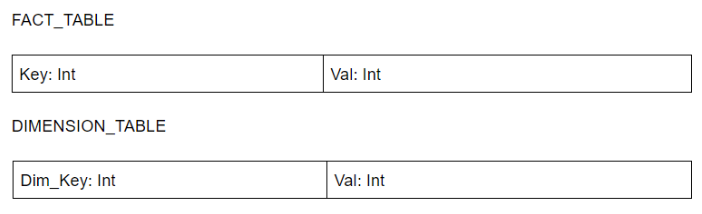 FACT_TABLE
Key: Int Val: Int
DIMENSION_TABLE
Dim_Key: Int Val: Int